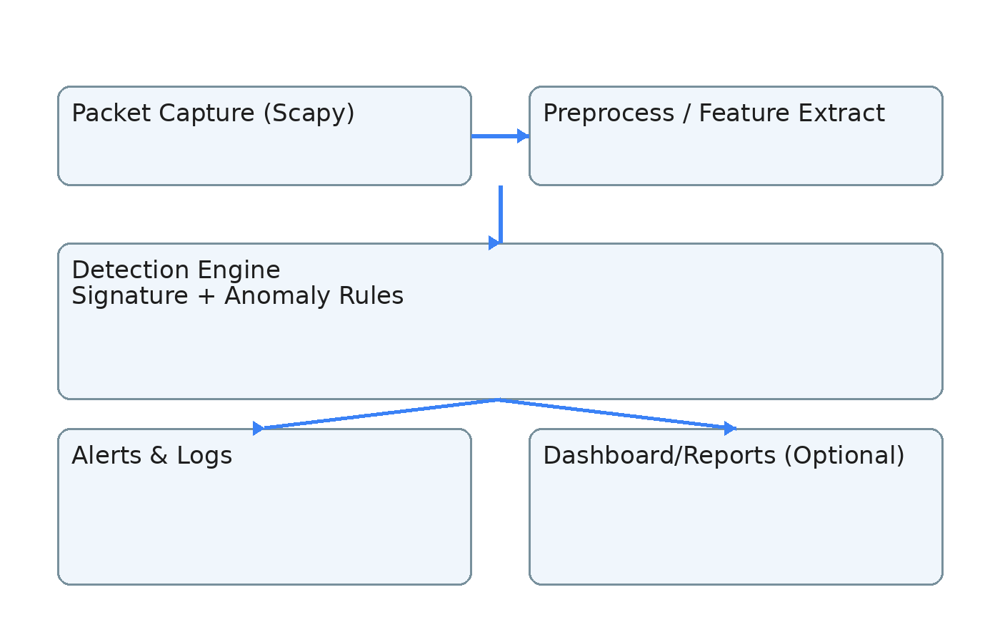 Packet Capture (Scapy)
Preprocess / Feature Extract
Detection Engine
Signature + Anomaly Rules
Alerts & Logs
Dashboard/Reports (Optional)